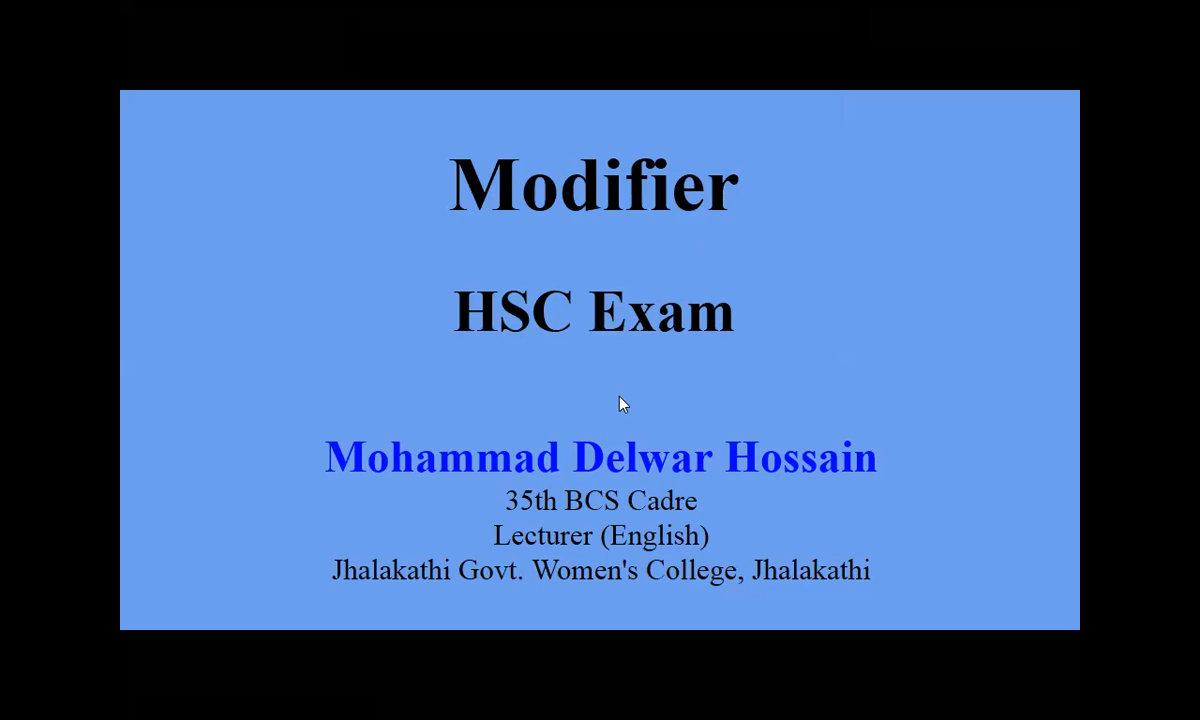 Modifier
HSC Exam
Mohammad Delwar Hossain
35th BCS Cadre
Lecturer (English)
Jhalakathi Govt. Women's College, Jhalakathi